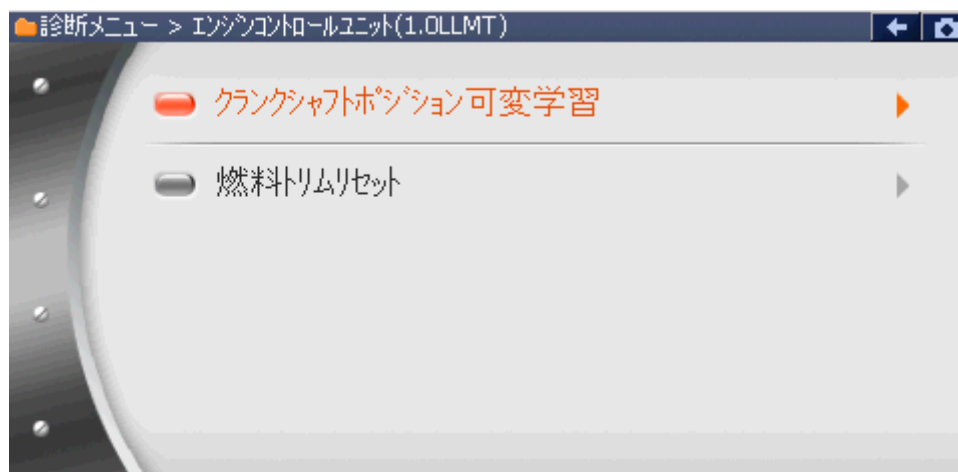 診断メニュー > エンジンコントロールユニット(1.0LLMT)
クランクシャフトポジション可変学習
燃料トリムリセット